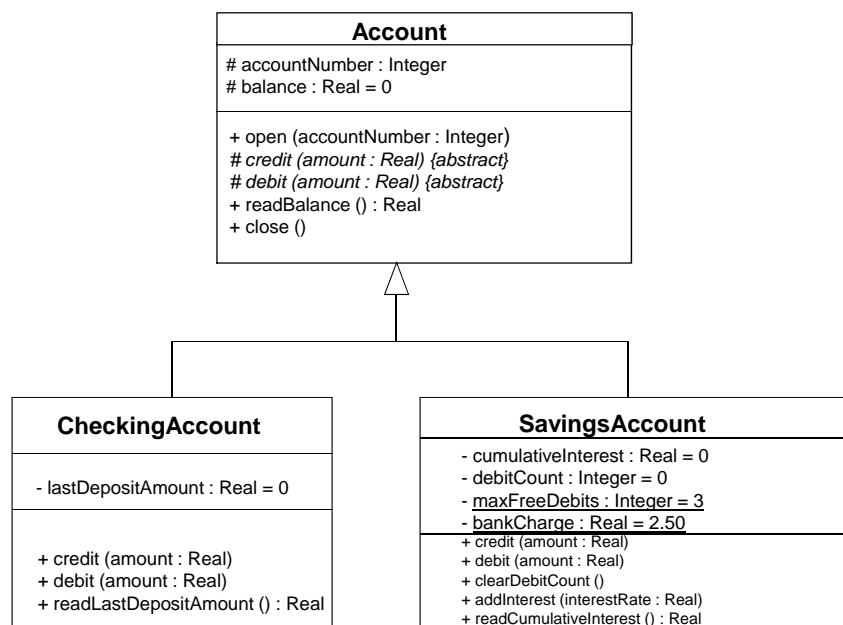 Account
# accountNumber : Integer
# balance : Real = 0
+ open (accountNumber : Integer)
# credit (amount : Real) {abstract}
# debit (amount : Real) {abstract}
+ readBalance () : Real
+ close ()
CheckingAccount
- lastDepositAmount : Real = 0
+ credit (amount : Real)
+ debit (amount : Real)
+ readLastDepositAmount () : Real
SavingsAccount
- cumulativeInterest : Real = 0
- debitCount : Integer = 0
- maxFreeDebits : Integer = 3
- bankCharge : Real = 2.50
+ credit (amount : Real)
+ debit (amount : Real)
+ clearDebitCount ()
+ addInterest (interestRate : Real)
+ readCumulativeInterest () : Real